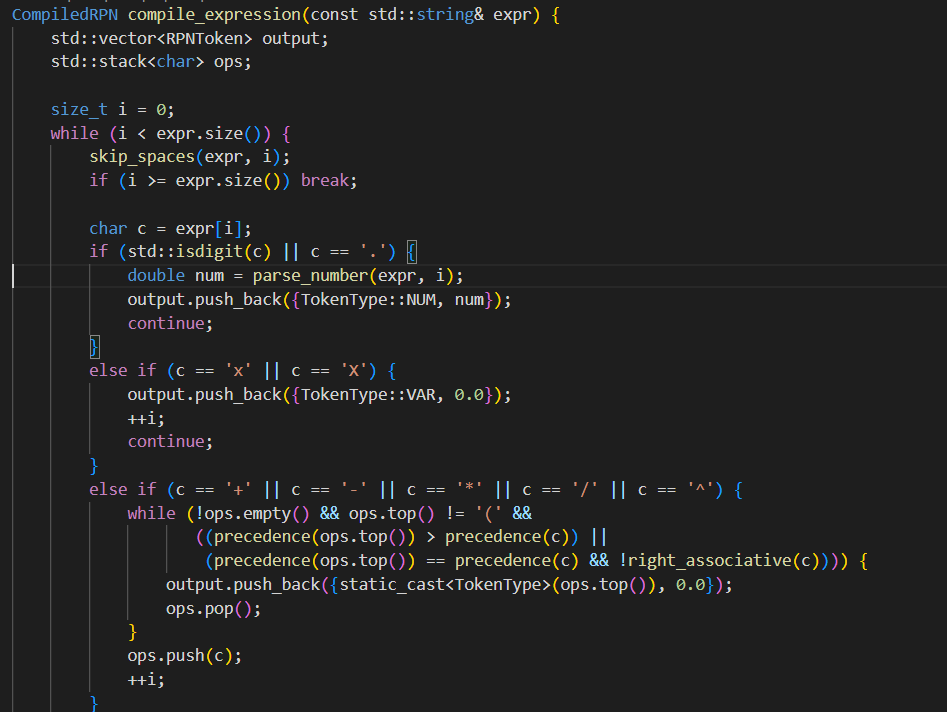 CompiledRPN compile_expression(const std::string& expr) {
    std::vector<RPNToken> output;
    std::stack<char> ops;

    size_t i = 0;
    while (i < expr.size()) {
        skip_spaces(expr, i);
        if (i >= expr.size()) break;

        char c = expr[i];
        if (std::isdigit(c) || c == '.') {
            double num = parse_number(expr, i);
            output.push_back({TokenType::NUM, num});
            continue;
        }
        else if (c == 'x' || c == 'X') {
            output.push_back({TokenType::VAR, 0.0});
            ++i;
            continue;
        }
        else if (c == '+' || c == '-' || c == '*' || c == '/' || c == '^') {
            while (!ops.empty() && ops.top() != '(' &&
                   ((precedence(ops.top()) > precedence(c)) ||
                    (precedence(ops.top()) == precedence(c) && !right_associative(c)))) {
                output.push_back({static_cast<TokenType>(ops.top()), 0.0});
                ops.pop();
            }
            ops.push(c);
            ++i;
        }